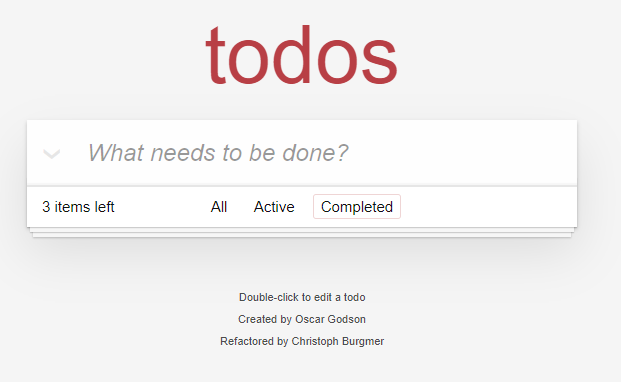 todos
What needs to be done?
3 items left All Active Completed
Double-click to edit a todo
Created by Oscar Godson
Refactored by Christoph Burgmer